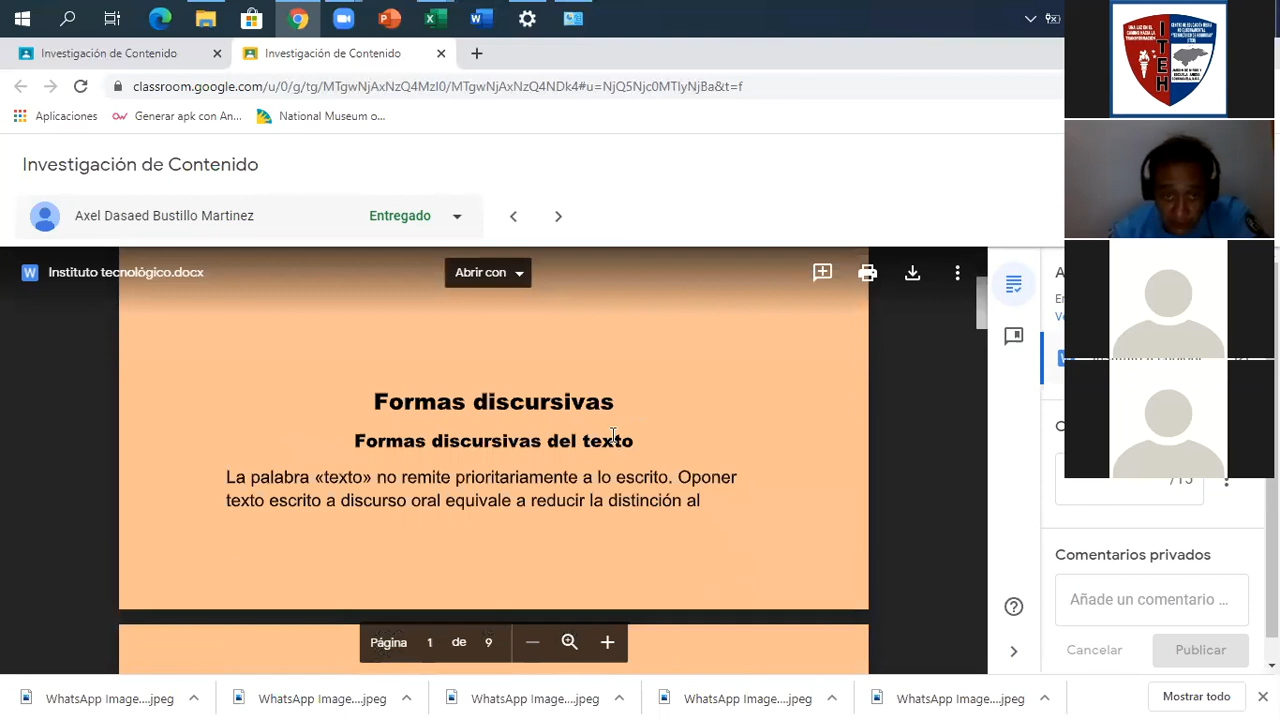 Investigación de Contenido
Investigación de Contenido
classroom.google.com/u/0/g/tg/MTgwNjAxNzQ4MzI0/MTgwNjAxNzQ4NDk4#u=NjQ5Njc0MTIyNjBa&t=f
Aplicaciones
Generar apk con An...
National Museum o...
Investigación de Contenido
Axel Dasaed Bustillo Martinez
Entregado
Instituto tecnológico.docx
Abrir con
Formas discursivas
Formas discursivas del texto
La palabra «texto» no remite prioritariamente a lo escrito. Oponer
texto escrito a discurso oral equivale a reducir la distinción al
Página 1 de 9
ITEH
/15
Comentarios privados
Añade un comentario ...
Cancelar
Publicar
WhatsApp Image....jpeg
WhatsApp Image....jpeg
WhatsApp Image....jpeg
WhatsApp Image....jpeg
WhatsApp Image....jpeg
Mostrar todo